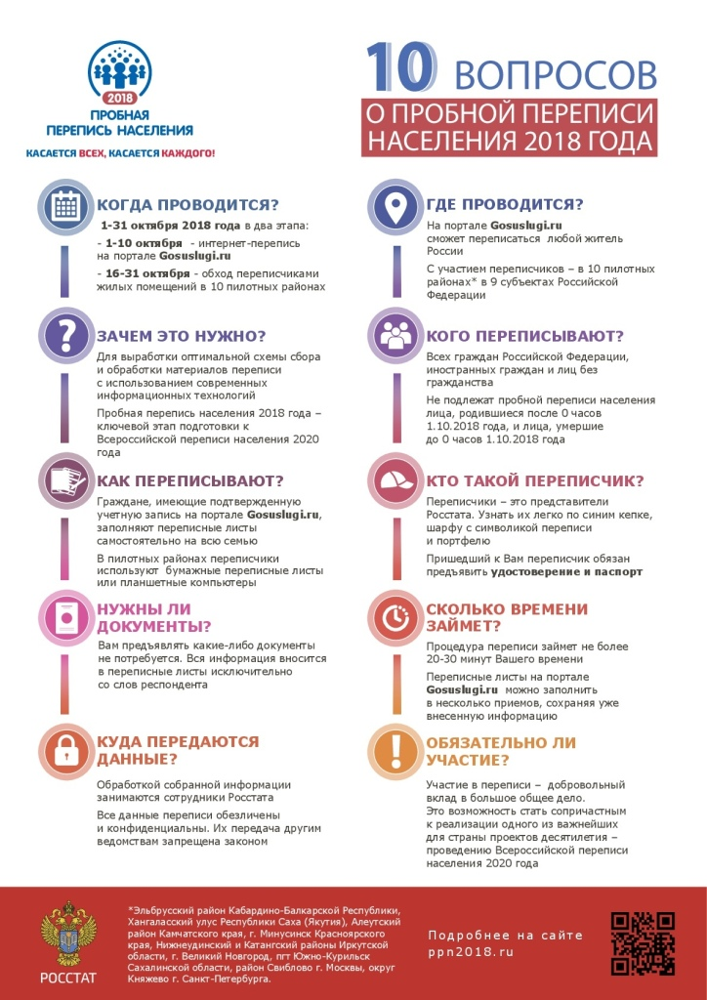 2018
ПРОБНАЯ
ПЕРЕПИСЬ НАСЕЛЕНИЯ
КАСАЕТСЯ ВСЕХ, КАСАЕТСЯ КАЖДОГО!
10 ВОПРОСОВ
О ПРОБНОЙ ПЕРЕПИСИ
НАСЕЛЕНИЯ 2018 ГОДА
КОГДА ПРОВОДИТСЯ?
1-31 октября 2018 года в два этапа:
- 1-10 октября - интернет-перепись
на портале Gosuslugi.ru
- 16-31 октября - обход переписчиками
жилых помещений в 10 пилотных районах
ГДЕ ПРОВОДИТСЯ?
На портале Gosuslugi.ru
сможет переписаться любой житель
России
С участием переписчиков – в 10 пилотных
районах* в 9 субъектах Российской
Федерации
ЗАЧЕМ ЭТО НУЖНО?
Для выработки оптимальной схемы сбора
и обработки материалов переписи
с использованием современных
информационных технологий
Пробная перепись населения 2018 года –
ключевой этап подготовки к
Всероссийской переписи населения 2020
года
КОГО ПЕРЕПИСЫВАЮТ?
Всех граждан Российской Федерации,
иностранных граждан и лиц без
гражданства
Не подлежат пробной переписи населения
лица, родившиеся после 0 часов
1.10.2018 года, и лица, умершие
до 0 часов 1.10.2018 года
КАК ПЕРЕПИСЫВАЮТ?
Граждане, имеющие подтвержденную
учетную запись на портале Gosuslugi.ru,
заполняют переписные листы
самостоятельно на всю семью
В пилотных районах переписчики
используют бумажные переписные листы
или планшетные компьютеры
КТО ТАКОЙ ПЕРЕПИСЧИК?
Переписчики – это представители
Росстата. Узнать их легко по синим кепке,
шарфу с символикой переписи
и портфелю
Пришедший к Вам переписчик обязан
предъявить удостоверение и паспорт
НУЖНЫ ЛИ
ДОКУМЕНТЫ?
Вам предъявлять какие-либо документы
не потребуется. Вся информация вносится
в переписные листы исключительно
со слов респондента
СКОЛЬКО ВРЕМЕНИ
ЗАЙМЕТ?
Процедура переписи займет не более
20-30 минут Вашего времени
Переписные листы на портале
Gosuslugi.ru можно заполнить
в несколько приемов, сохраняя уже
внесенную информацию
КУДА ПЕРЕДАЮТСЯ
ДАННЫЕ?
Обработкой собранной информации
занимаются сотрудники Росстата
Все данные переписи обезличены
и конфиденциальны. Их передача другим
ведомствам запрещена законом
ОБЯЗАТЕЛЬНО ЛИ
УЧАСТИЕ?
Участие в переписи – добровольный
вклад в большое общее дело.
Это возможность стать сопричастным
к реализации одного из важнейших
для страны проектов десятилетия –
проведению Всероссийской переписи
населения 2020 года
РОССТАТ
*Эльбрусский район Кабардино-Балкарской Республики,
Хангаласский улус Республики Саха (Якутия), Алеутский
район Камчатского края, г. Минусинск Красноярского
края, Нижнеудинский и Катангский районы Иркутской
области, г. Великий Новгород, пгт Южно-Курильск
Сахалинской области, район Свиблово г. Москвы, округ
Княжево г. Санкт-Петербурга.
Подробнее на сайте
ppn2018.ru